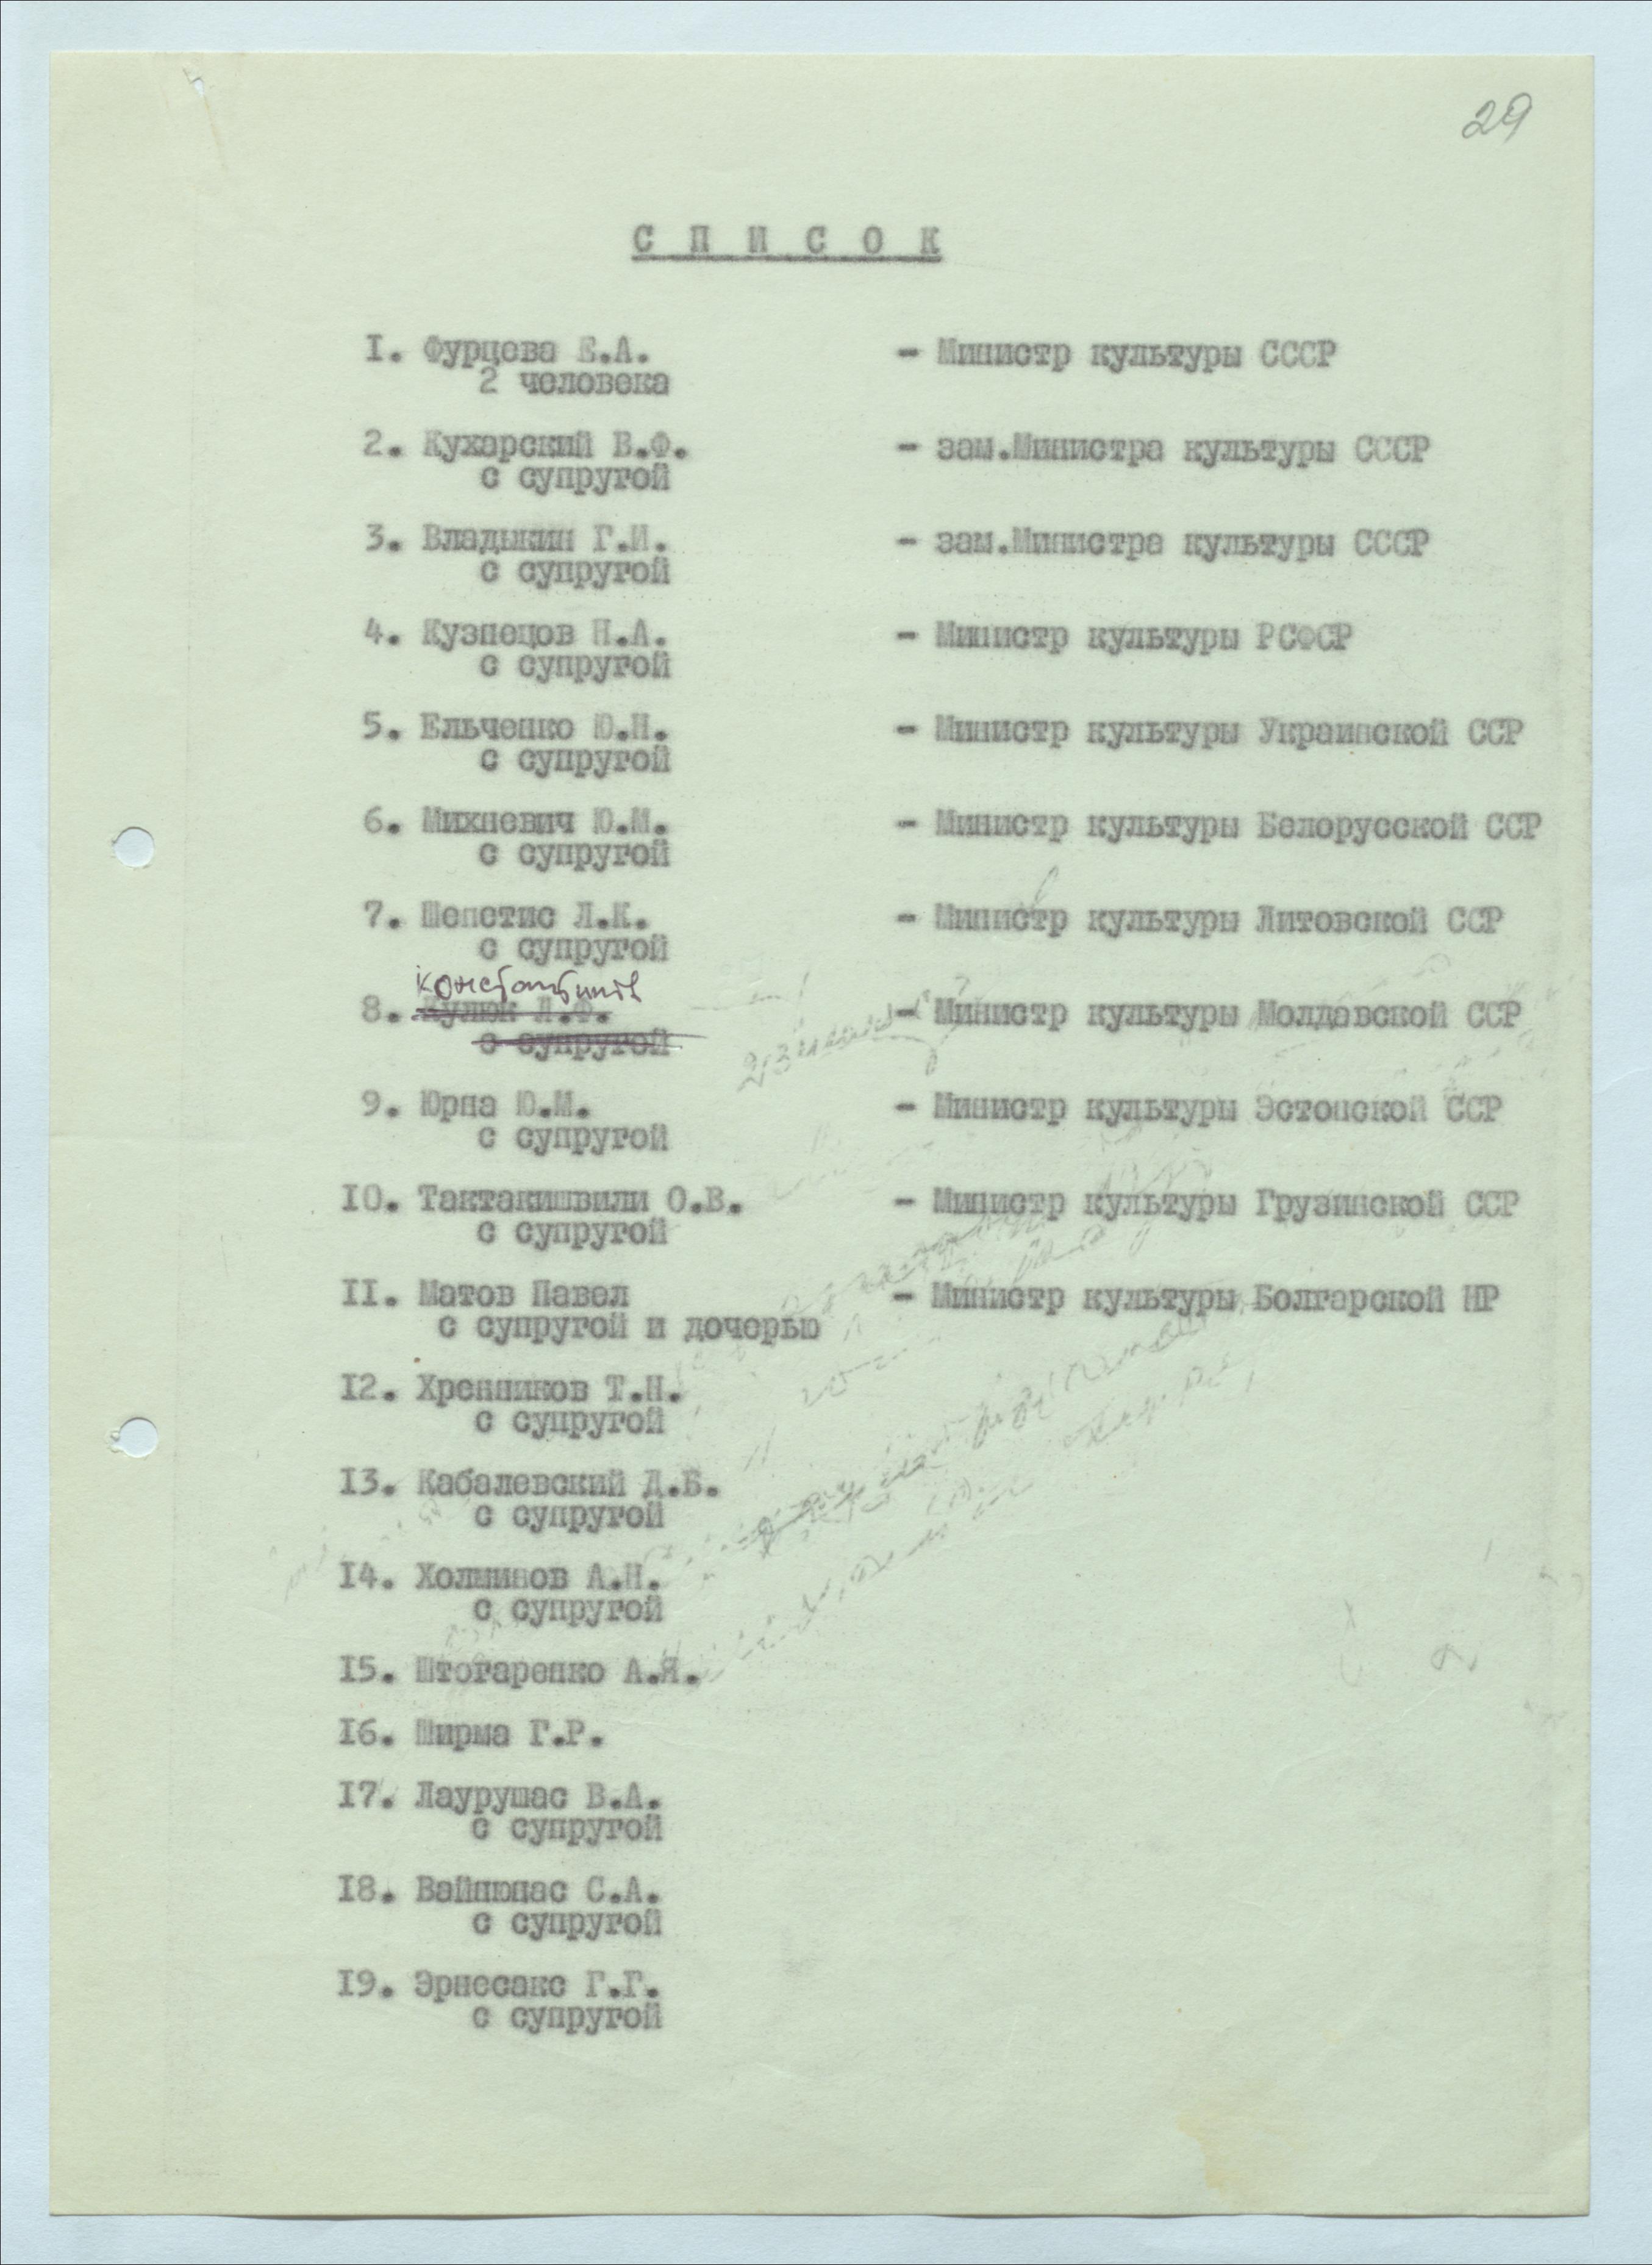 29
С П И С О К
I. Фурцева Е.А. - Министр культуры СССР
2 человека
2. Кухарский В.Ф. - зам.Министра культуры СССР
с супругой
3. Владыкин Г.И. - зам.Министра культуры СССР
с супругой
4. Кузнецов Н.А. - Министр культуры РСФСР
с супругой
5. Ельченко Ю.Н. - Министр культуры Украинской ССР
с супругой
6. Михневич Ю.М. - Министр культуры Белорусской ССР
с супругой
7. Шепетис Л.К. - Министр культуры Литовской ССР
с супругой
Константинов
8. Кулюк Л.Ф. - Министр культуры Молдавской ССР
с супругой
9. Юрна Ю.М. - Министр культуры Эстонской ССР
с супругой
IO. Тактакишвили О.В. - Министр культуры Грузинской ССР
с супругой
II. Матов Павел - Министр культуры Болгарской НР
с супругой и дочерью
I2. Хренников Т.Н.
с супругой
I3. Кабалевский Д.Б.
с супругой
I4. Холминов А.Н.
с супругой
I5. Штогаренко А.Я.
I6. Ширма Г.Р.
I7. Лаурушас В.А.
с супругой
I8. Вайнюнас С.А.
с супругой
I9. Эрнесакс Г.Г.
с супругой